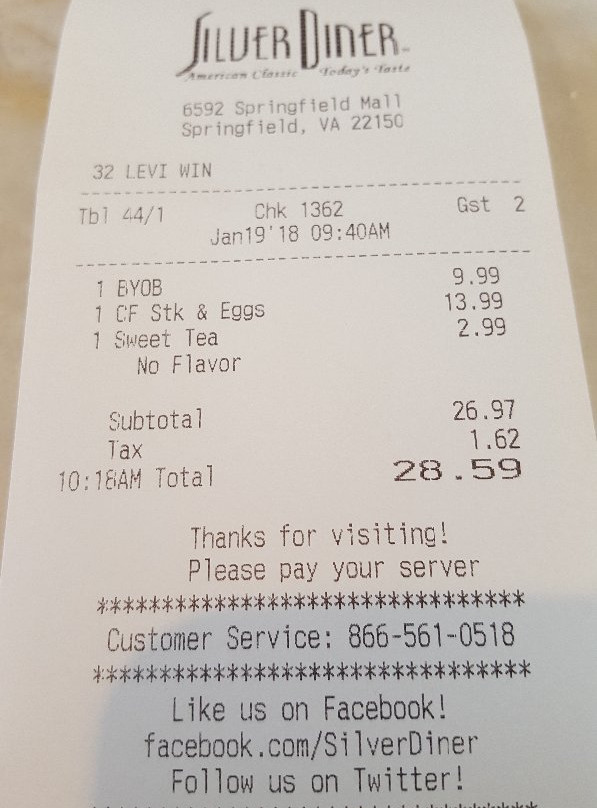 SILVER DINER
American Classic Today's Taste
6592 Springfield Mall
Springfield, VA 22150
32 LEVI WIN
Tbl 44/1 Chk 1362 Gst 2
Jan19'18 09:40AM
1 BYOB 9.99
1 CF Stk & Eggs 13.99
1 Sweet Tea 2.99
No Flavor
Subtotal 26.97
Tax 1.62
10:18AM Total 28.59
Thanks for visiting!
Please pay your server
*********************************
Customer Service: 866-561-0518
*********************************
Like us on Facebook!
facebook.com/SilverDiner
Follow us on Twitter!